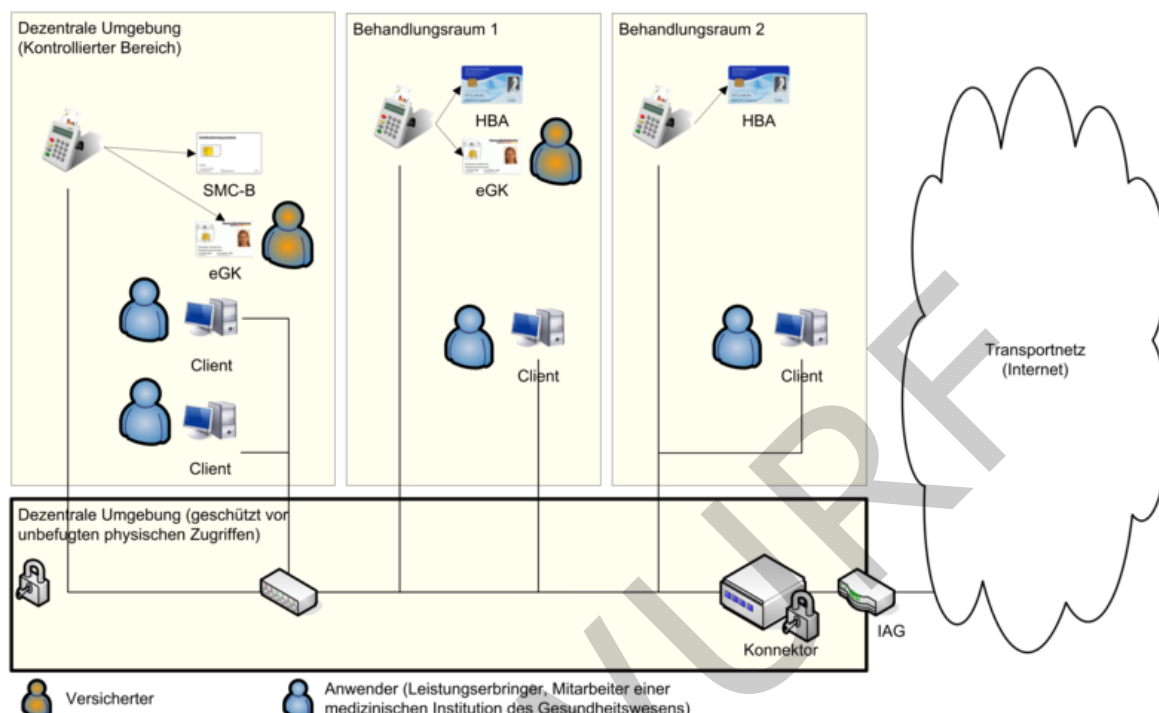 Dezentrale Umgebung
(Kontrollierter Bereich)
SMC-B
eGK
Client
Client
Behandlungsraum 1
HBA
eGK
Client
Behandlungsraum 2
HBA
Client
Transportnetz
(Internet)
Dezentrale Umgebung (geschützt vor
unbefugten physischen Zugriffen)
Konnektor
IAG
Versicherter
Anwender (Leistungserbringer, Mitarbeiter einer
medizinischen Institution des Gesundheitswesens)
WURF